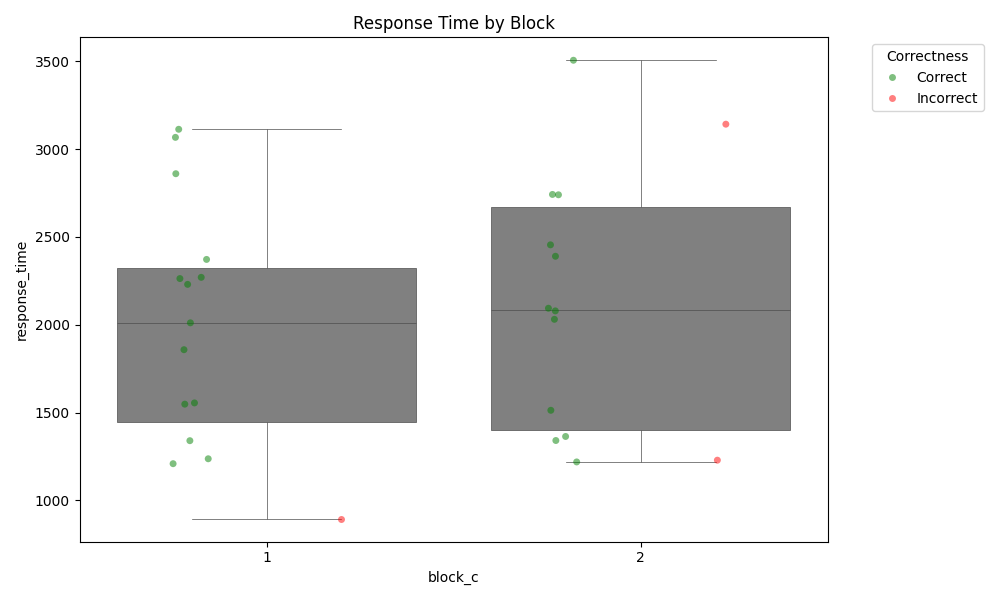 Response Time by Block
Correctness
Correct
Incorrect
response_time
3500
3000
2500
2000
1500
1000
1
2
block_c